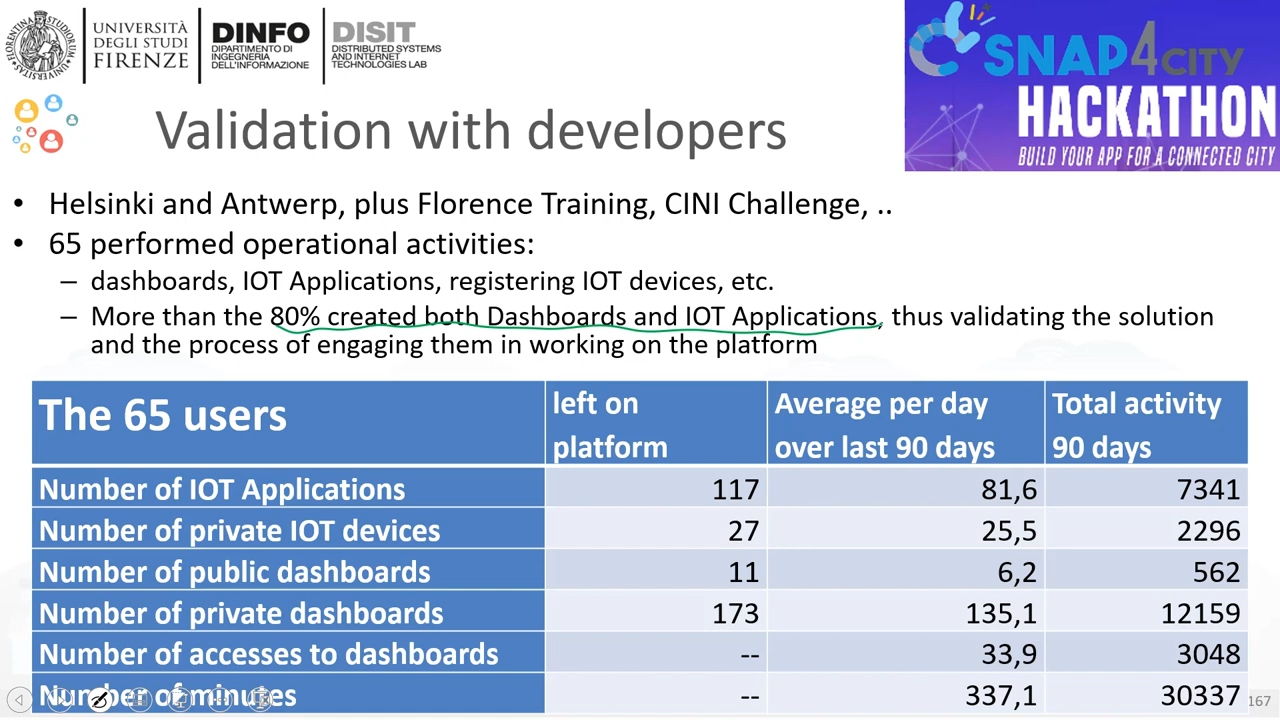 UNIVERSITÀ
DEGLI STUDI
FIRENZE
DINFO
DIPARTIMENTO DI
INGEGNERIA
DELL'INFORMAZIONE
DISIT
DISTRIBUTED SYSTEMS
AND INTERNET
TECHNOLOGIES LAB
SNAP4CITY
HACKATHON
BUILD YOUR APP FOR A CONNECTED CITY
Validation with developers
• Helsinki and Antwerp, plus Florence Training, CINI Challenge, ..
• 65 performed operational activities:
– dashboards, IOT Applications, registering IOT devices, etc.
– More than the 80% created both Dashboards and IOT Applications, thus validating the solution
and the process of engaging them in working on the platform
The 65 users left on platform Average per day over last 90 days Total activity 90 days
Number of IOT Applications 117 81,6 7341
Number of private IOT devices 27 25,5 2296
Number of public dashboards 11 6,2 562
Number of private dashboards 173 135,1 12159
Number of accesses to dashboards -- 33,9 3048
Number of minutes -- 337,1 30337
167